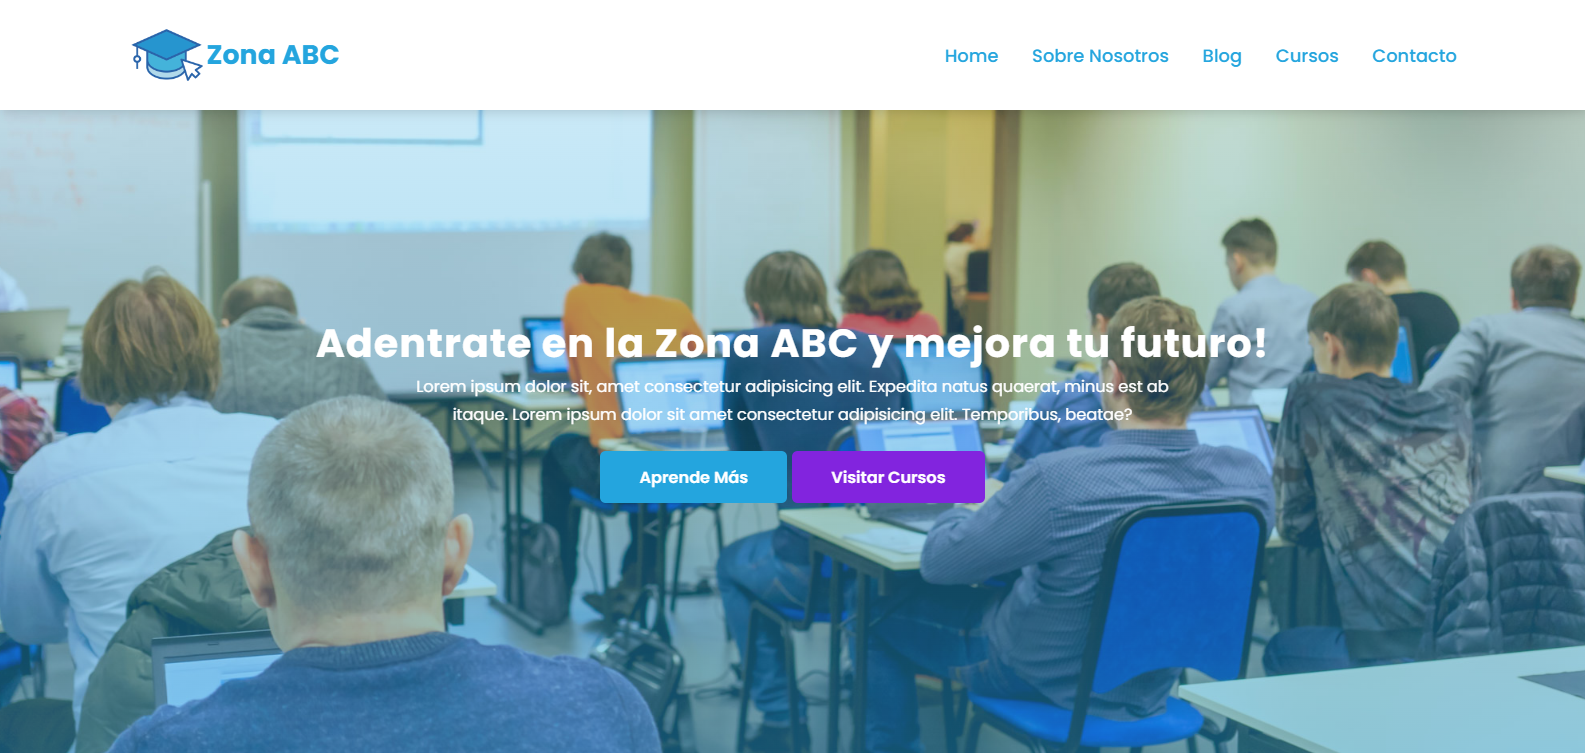 Zona ABC
Home Sobre Nosotros Blog Cursos Contacto
Adentrate en la Zona ABC y mejora tu futuro!
Lorem ipsum dolor sit, amet consectetur adipisicing elit. Expedita natus quaerat, minus est ab
itaque. Lorem ipsum dolor sit amet consectetur adipisicing elit. Temporibus, beatae?
Aprende Más Visitar Cursos